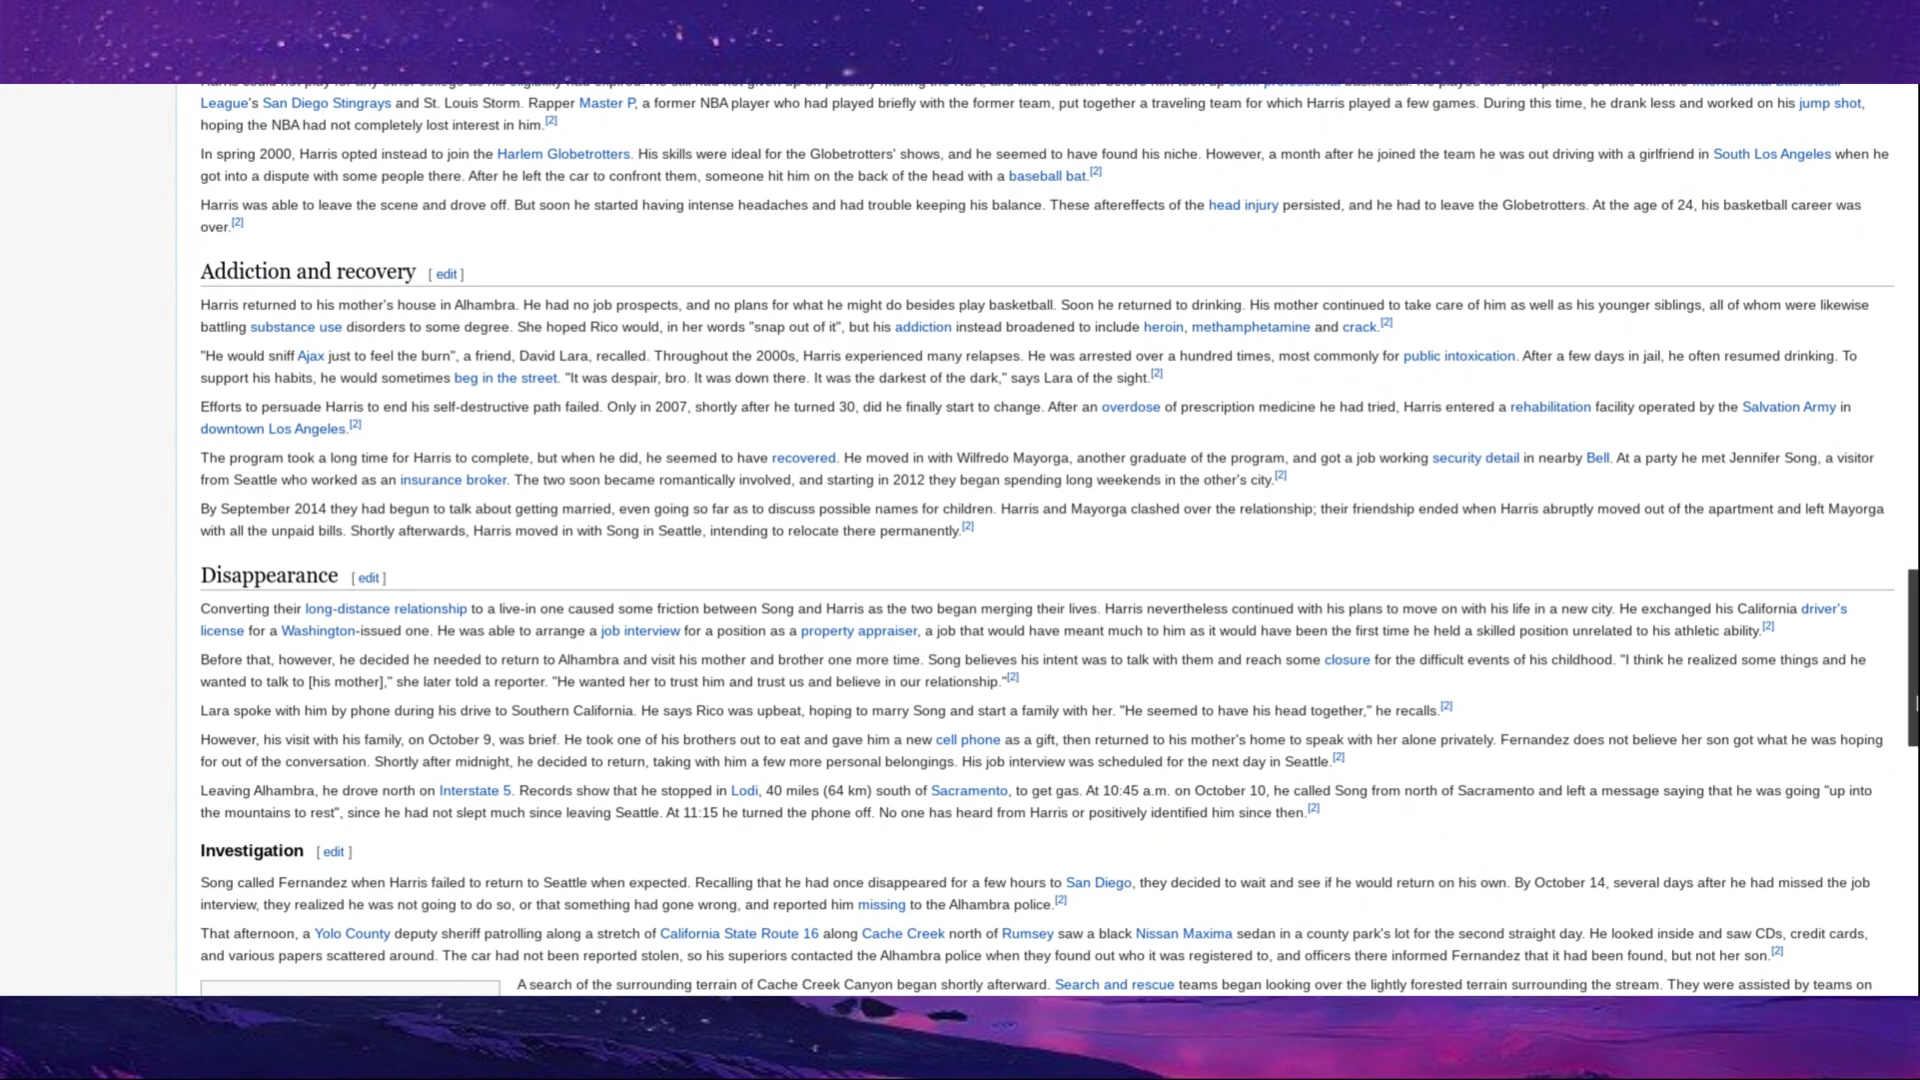 Harris could not play for any other college as his eligibility had expired. He still had not given up on possibly making the NBA, and like his father before him took up semi-professional basketball. He played for short periods of time with the International Basketball
League's San Diego Stingrays and St. Louis Storm. Rapper Master P, a former NBA player who had played briefly with the former team, put together a traveling team for which Harris played a few games. During this time, he drank less and worked on his jump shot,
hoping the NBA had not completely lost interest in him.[2]
In spring 2000, Harris opted instead to join the Harlem Globetrotters. His skills were ideal for the Globetrotters' shows, and he seemed to have found his niche. However, a month after he joined the team he was out driving with a girlfriend in South Los Angeles when he
got into a dispute with some people there. After he left the car to confront them, someone hit him on the back of the head with a baseball bat.[2]
Harris was able to leave the scene and drove off. But soon he started having intense headaches and had trouble keeping his balance. These aftereffects of the head injury persisted, and he had to leave the Globetrotters. At the age of 24, his basketball career was
over.[2]
Addiction and recovery [ edit ]
Harris returned to his mother's house in Alhambra. He had no job prospects, and no plans for what he might do besides play basketball. Soon he returned to drinking. His mother continued to take care of him as well as his younger siblings, all of whom were likewise
battling substance use disorders to some degree. She hoped Rico would, in her words "snap out of it", but his addiction instead broadened to include heroin, methamphetamine and crack.[2]
"He would sniff Ajax just to feel the burn", a friend, David Lara, recalled. Throughout the 2000s, Harris experienced many relapses. He was arrested over a hundred times, most commonly for public intoxication. After a few days in jail, he often resumed drinking. To
support his habits, he would sometimes beg in the street. "It was despair, bro. It was down there. It was the darkest of the dark," says Lara of the sight.[2]
Efforts to persuade Harris to end his self-destructive path failed. Only in 2007, shortly after he turned 30, did he finally start to change. After an overdose of prescription medicine he had tried, Harris entered a rehabilitation facility operated by the Salvation Army in
downtown Los Angeles.[2]
The program took a long time for Harris to complete, but when he did, he seemed to have recovered. He moved in with Wilfredo Mayorga, another graduate of the program, and got a job working security detail in nearby Bell. At a party he met Jennifer Song, a visitor
from Seattle who worked as an insurance broker. The two soon became romantically involved, and starting in 2012 they began spending long weekends in the other's city.[2]
By September 2014 they had begun to talk about getting married, even going so far as to discuss possible names for children. Harris and Mayorga clashed over the relationship; their friendship ended when Harris abruptly moved out of the apartment and left Mayorga
with all the unpaid bills. Shortly afterwards, Harris moved in with Song in Seattle, intending to relocate there permanently.[2]
Disappearance [ edit ]
Converting their long-distance relationship to a live-in one caused some friction between Song and Harris as the two began merging their lives. Harris nevertheless continued with his plans to move on with his life in a new city. He exchanged his California driver's
license for a Washington-issued one. He was able to arrange a job interview for a position as a property appraiser, a job that would have meant much to him as it would have been the first time he held a skilled position unrelated to his athletic ability.[2]
Before that, however, he decided he needed to return to Alhambra and visit his mother and brother one more time. Song believes his intent was to talk with them and reach some closure for the difficult events of his childhood. "I think he realized some things and he
wanted to talk to [his mother]," she later told a reporter. "He wanted her to trust him and trust us and believe in our relationship."[2]
Lara spoke with him by phone during his drive to Southern California. He says Rico was upbeat, hoping to marry Song and start a family with her. "He seemed to have his head together," he recalls.[2]
However, his visit with his family, on October 9, was brief. He took one of his brothers out to eat and gave him a new cell phone as a gift, then returned to his mother's home to speak with her alone privately. Fernandez does not believe her son got what he was hoping
for out of the conversation. Shortly after midnight, he decided to return, taking with him a few more personal belongings. His job interview was scheduled for the next day in Seattle.[2]
Leaving Alhambra, he drove north on Interstate 5. Records show that he stopped in Lodi, 40 miles (64 km) south of Sacramento, to get gas. At 10:45 a.m. on October 10, he called Song from north of Sacramento and left a message saying that he was going "up into
the mountains to rest", since he had not slept much since leaving Seattle. At 11:15 he turned the phone off. No one has heard from Harris or positively identified him since then.[2]
Investigation [ edit ]
Song called Fernandez when Harris failed to return to Seattle when expected. Recalling that he had once disappeared for a few hours to San Diego, they decided to wait and see if he would return on his own. By October 14, several days after he had missed the job
interview, they realized he was not going to do so, or that something had gone wrong, and reported him missing to the Alhambra police.[2]
That afternoon, a Yolo County deputy sheriff patrolling along a stretch of California State Route 16 along Cache Creek north of Rumsey saw a black Nissan Maxima sedan in a county park's lot for the second straight day. He looked inside and saw CDs, credit cards,
and various papers scattered around. The car had not been reported stolen, so his superiors contacted the Alhambra police when they found out who it was registered to, and officers there informed Fernandez that it had been found, but not her son.[2]
A search of the surrounding terrain of Cache Creek Canyon began shortly afterward. Search and rescue teams began looking over the lightly forested terrain surrounding the stream. They were assisted by teams on